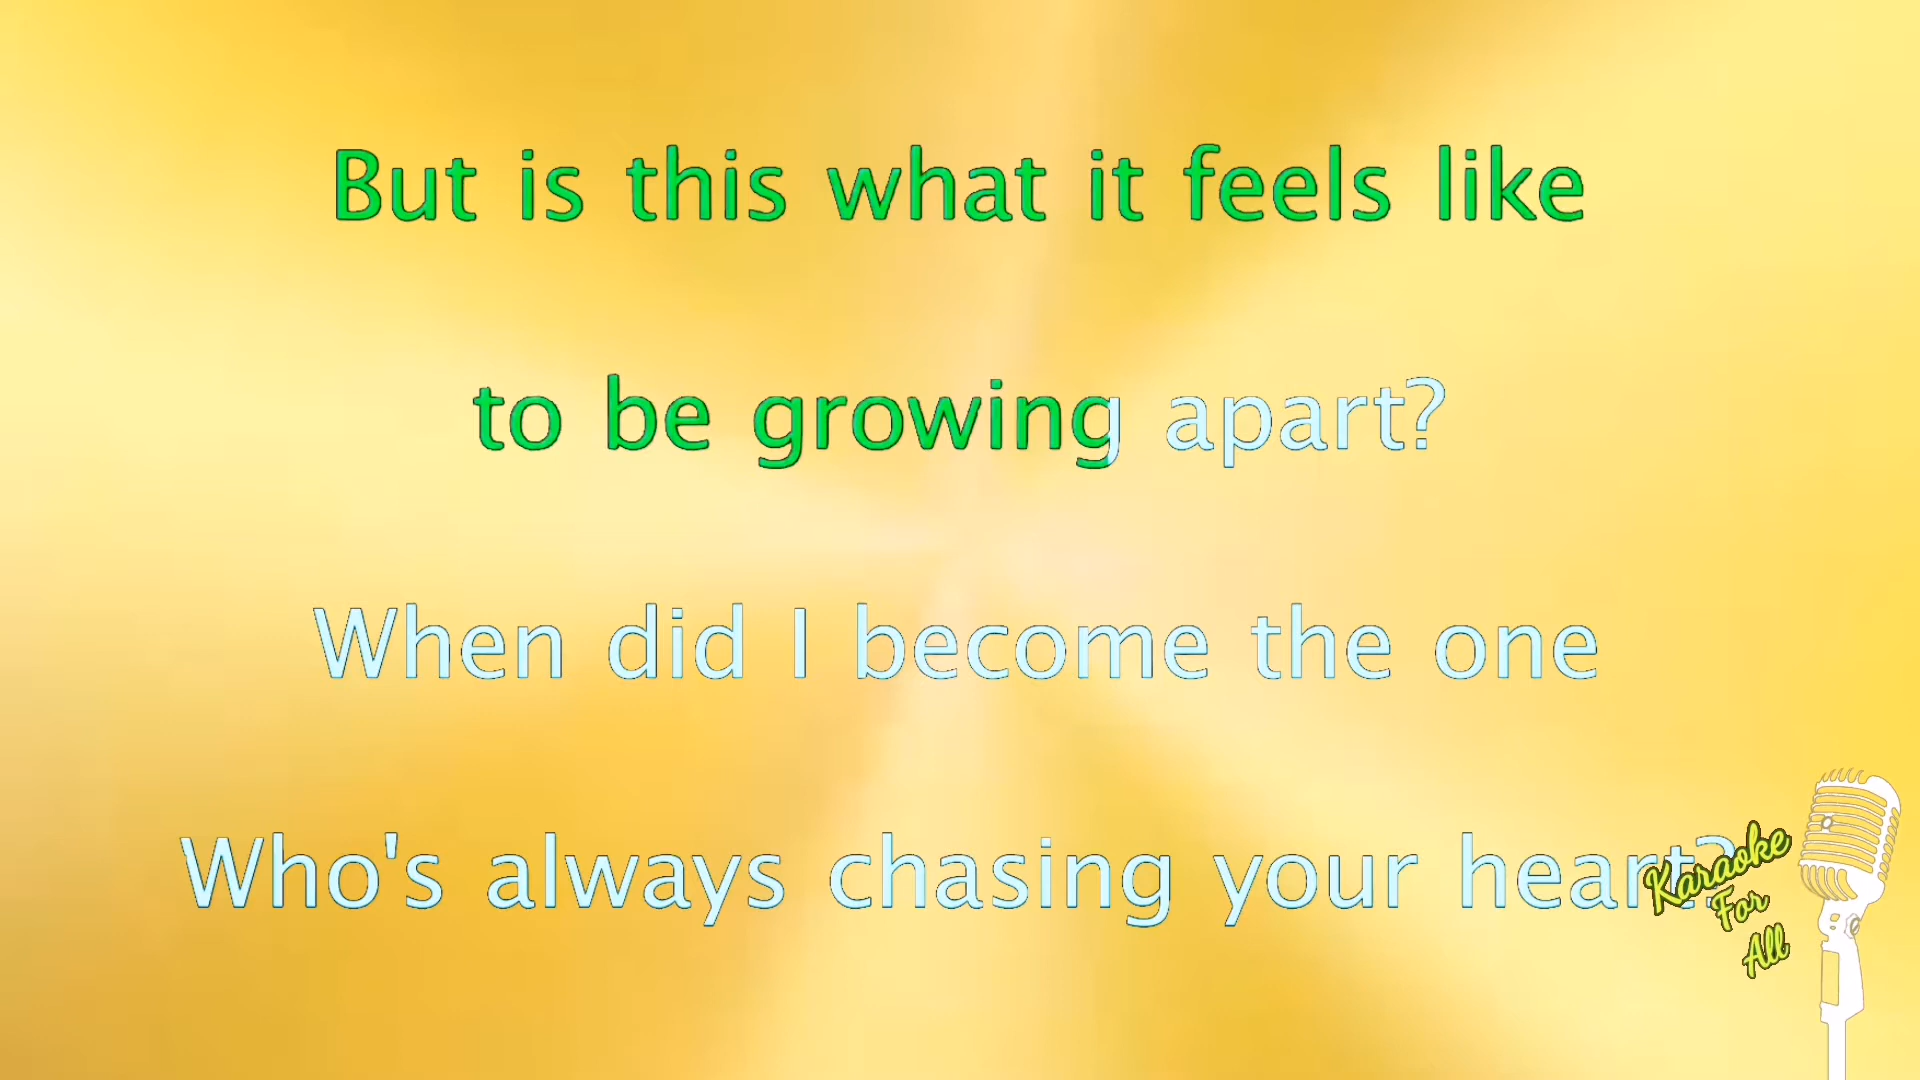 But is this what it feels like
to be growing apart?
When did I become the one
Who's always chasing your heart?
Karaoke
For
All